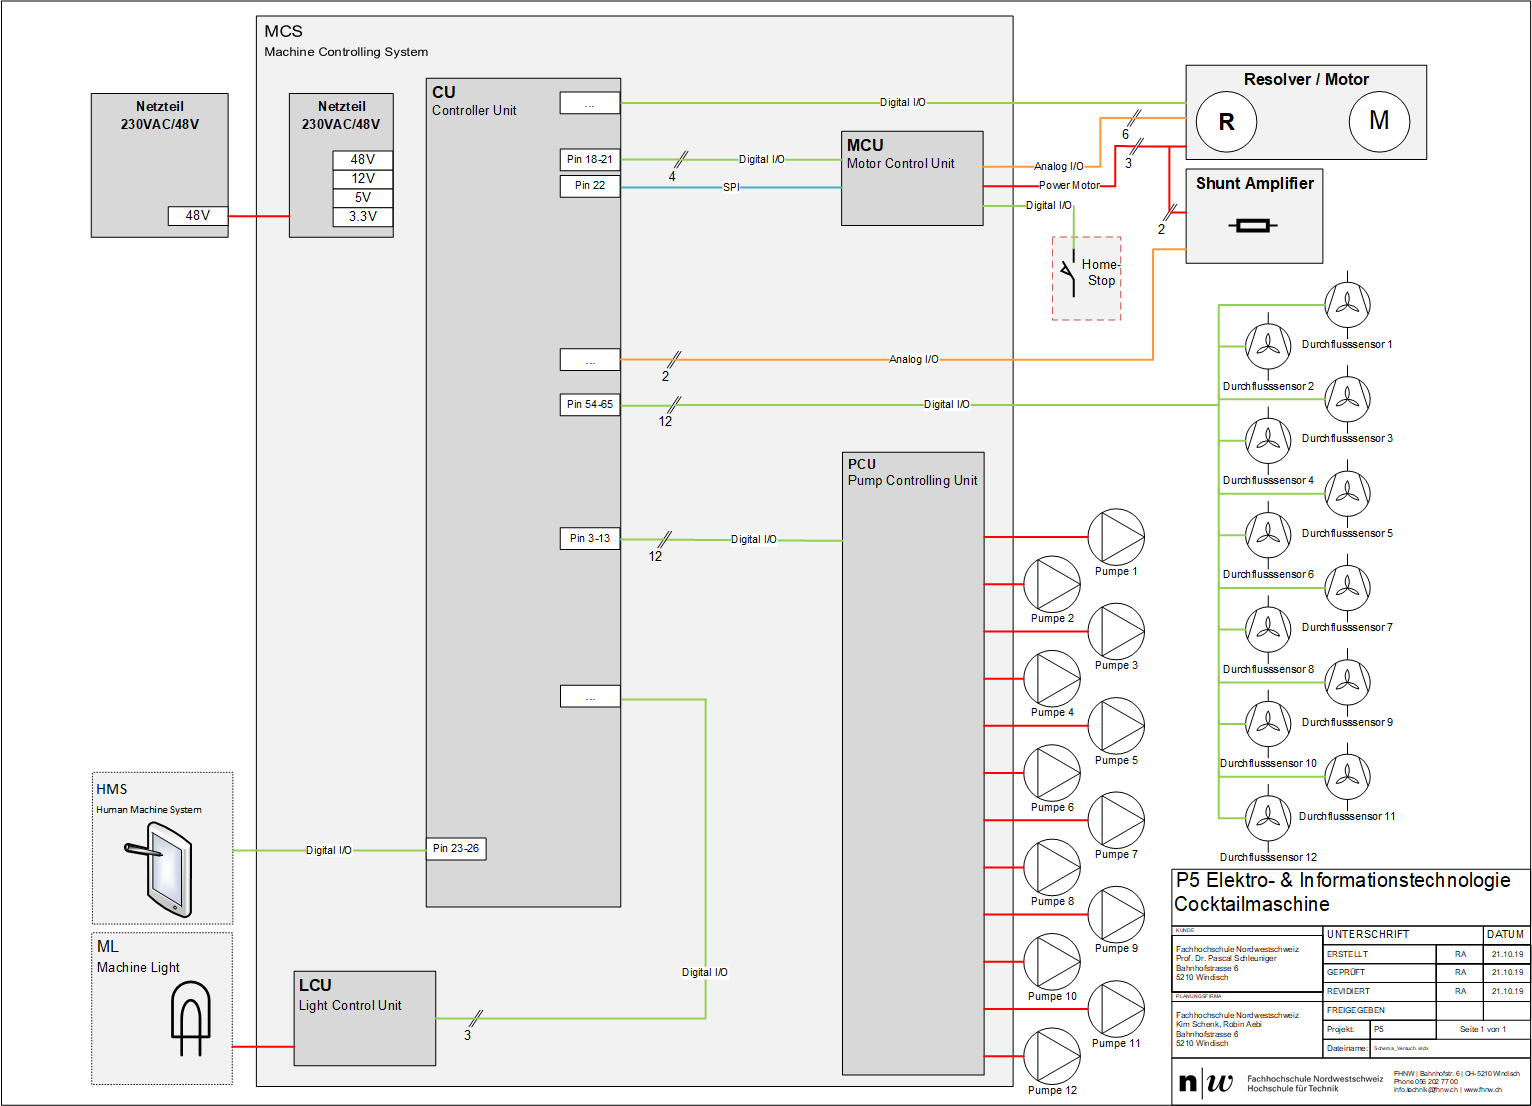 MCS
Machine Controlling System
Netzteil
230VAC/48V
48V
Netzteil
230VAC/48V
48V
12V
5V
3.3V
CU
Controller Unit
...
Pin 18-21
Pin 22
...
Pin 54-65
Pin 3-13
...
Pin 23-26
Digital I/O
4
Digital I/O
SPI
MCU
Motor Control Unit
Analog I/O
Power Motor
Digital I/O
6
3
2
Resolver / Motor
R
M
Shunt Amplifier
Home-
Stop
2
Analog I/O
12
Digital I/O
12
Digital I/O
PCU
Pump Controlling Unit
Pumpe 1
Pumpe 2
Pumpe 3
Pumpe 4
Pumpe 5
Pumpe 6
Pumpe 7
Pumpe 8
Pumpe 9
Pumpe 10
Pumpe 11
Pumpe 12
Durchflusssensor 1
Durchflusssensor 2
Durchflusssensor 3
Durchflusssensor 4
Durchflusssensor 5
Durchflusssensor 6
Durchflusssensor 7
Durchflusssensor 8
Durchflusssensor 9
Durchflusssensor 10
Durchflusssensor 11
Durchflusssensor 12
HMS
Human Machine System
Digital I/O
ML
Machine Light
LCU
Light Control Unit
3
Digital I/O
P5 Elektro- & Informationstechnologie
Cocktailmaschine
KUNDE
Fachhochschule Nordwestschweiz
Prof. Dr. Pascal Schleuniger
Bahnhofstrasse 6
5210 Windisch
PLANUNGSFIRMA
Fachhochschule Nordwestschweiz
Kim Schenk, Robin Aebi
Bahnhofstrasse 6
5210 Windisch
UNTERSCHRIFT DATUM
ERSTELLT RA 21.10.19
GEPRÜFT RA 21.10.19
REVIDIERT RA 21.10.19
FREIGEGEBEN
Projekt: P5 Seite 1 von 1
Dateiname: Schema_Versuch.vsdx
n|w
Fachhochschule Nordwestschweiz
Hochschule für Technik
FHNW | Bahnhofstr. 6 | CH-5210 Windisch
Phone 056 202 77 00
info.technik@fhnw.ch | www.fhnw.ch